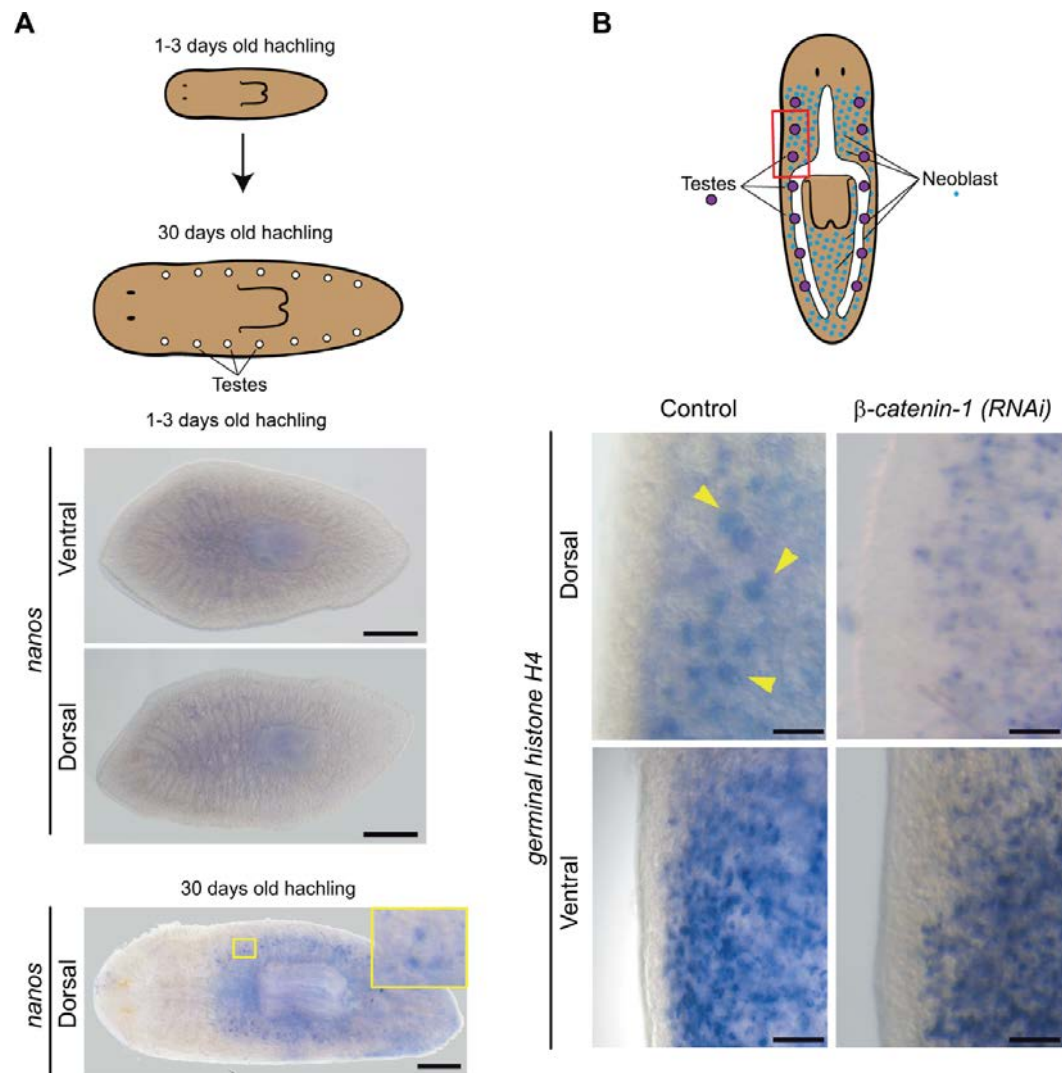 A
1-3 days old hachling
30 days old hachling
Testes
1-3 days old hachling
nanos
Ventral
Dorsal
30 days old hachling
nanos
Dorsal
B
Testes
Neoblast
Control
β-catenin-1 (RNAi)
germinal histone H4
Dorsal
Ventral